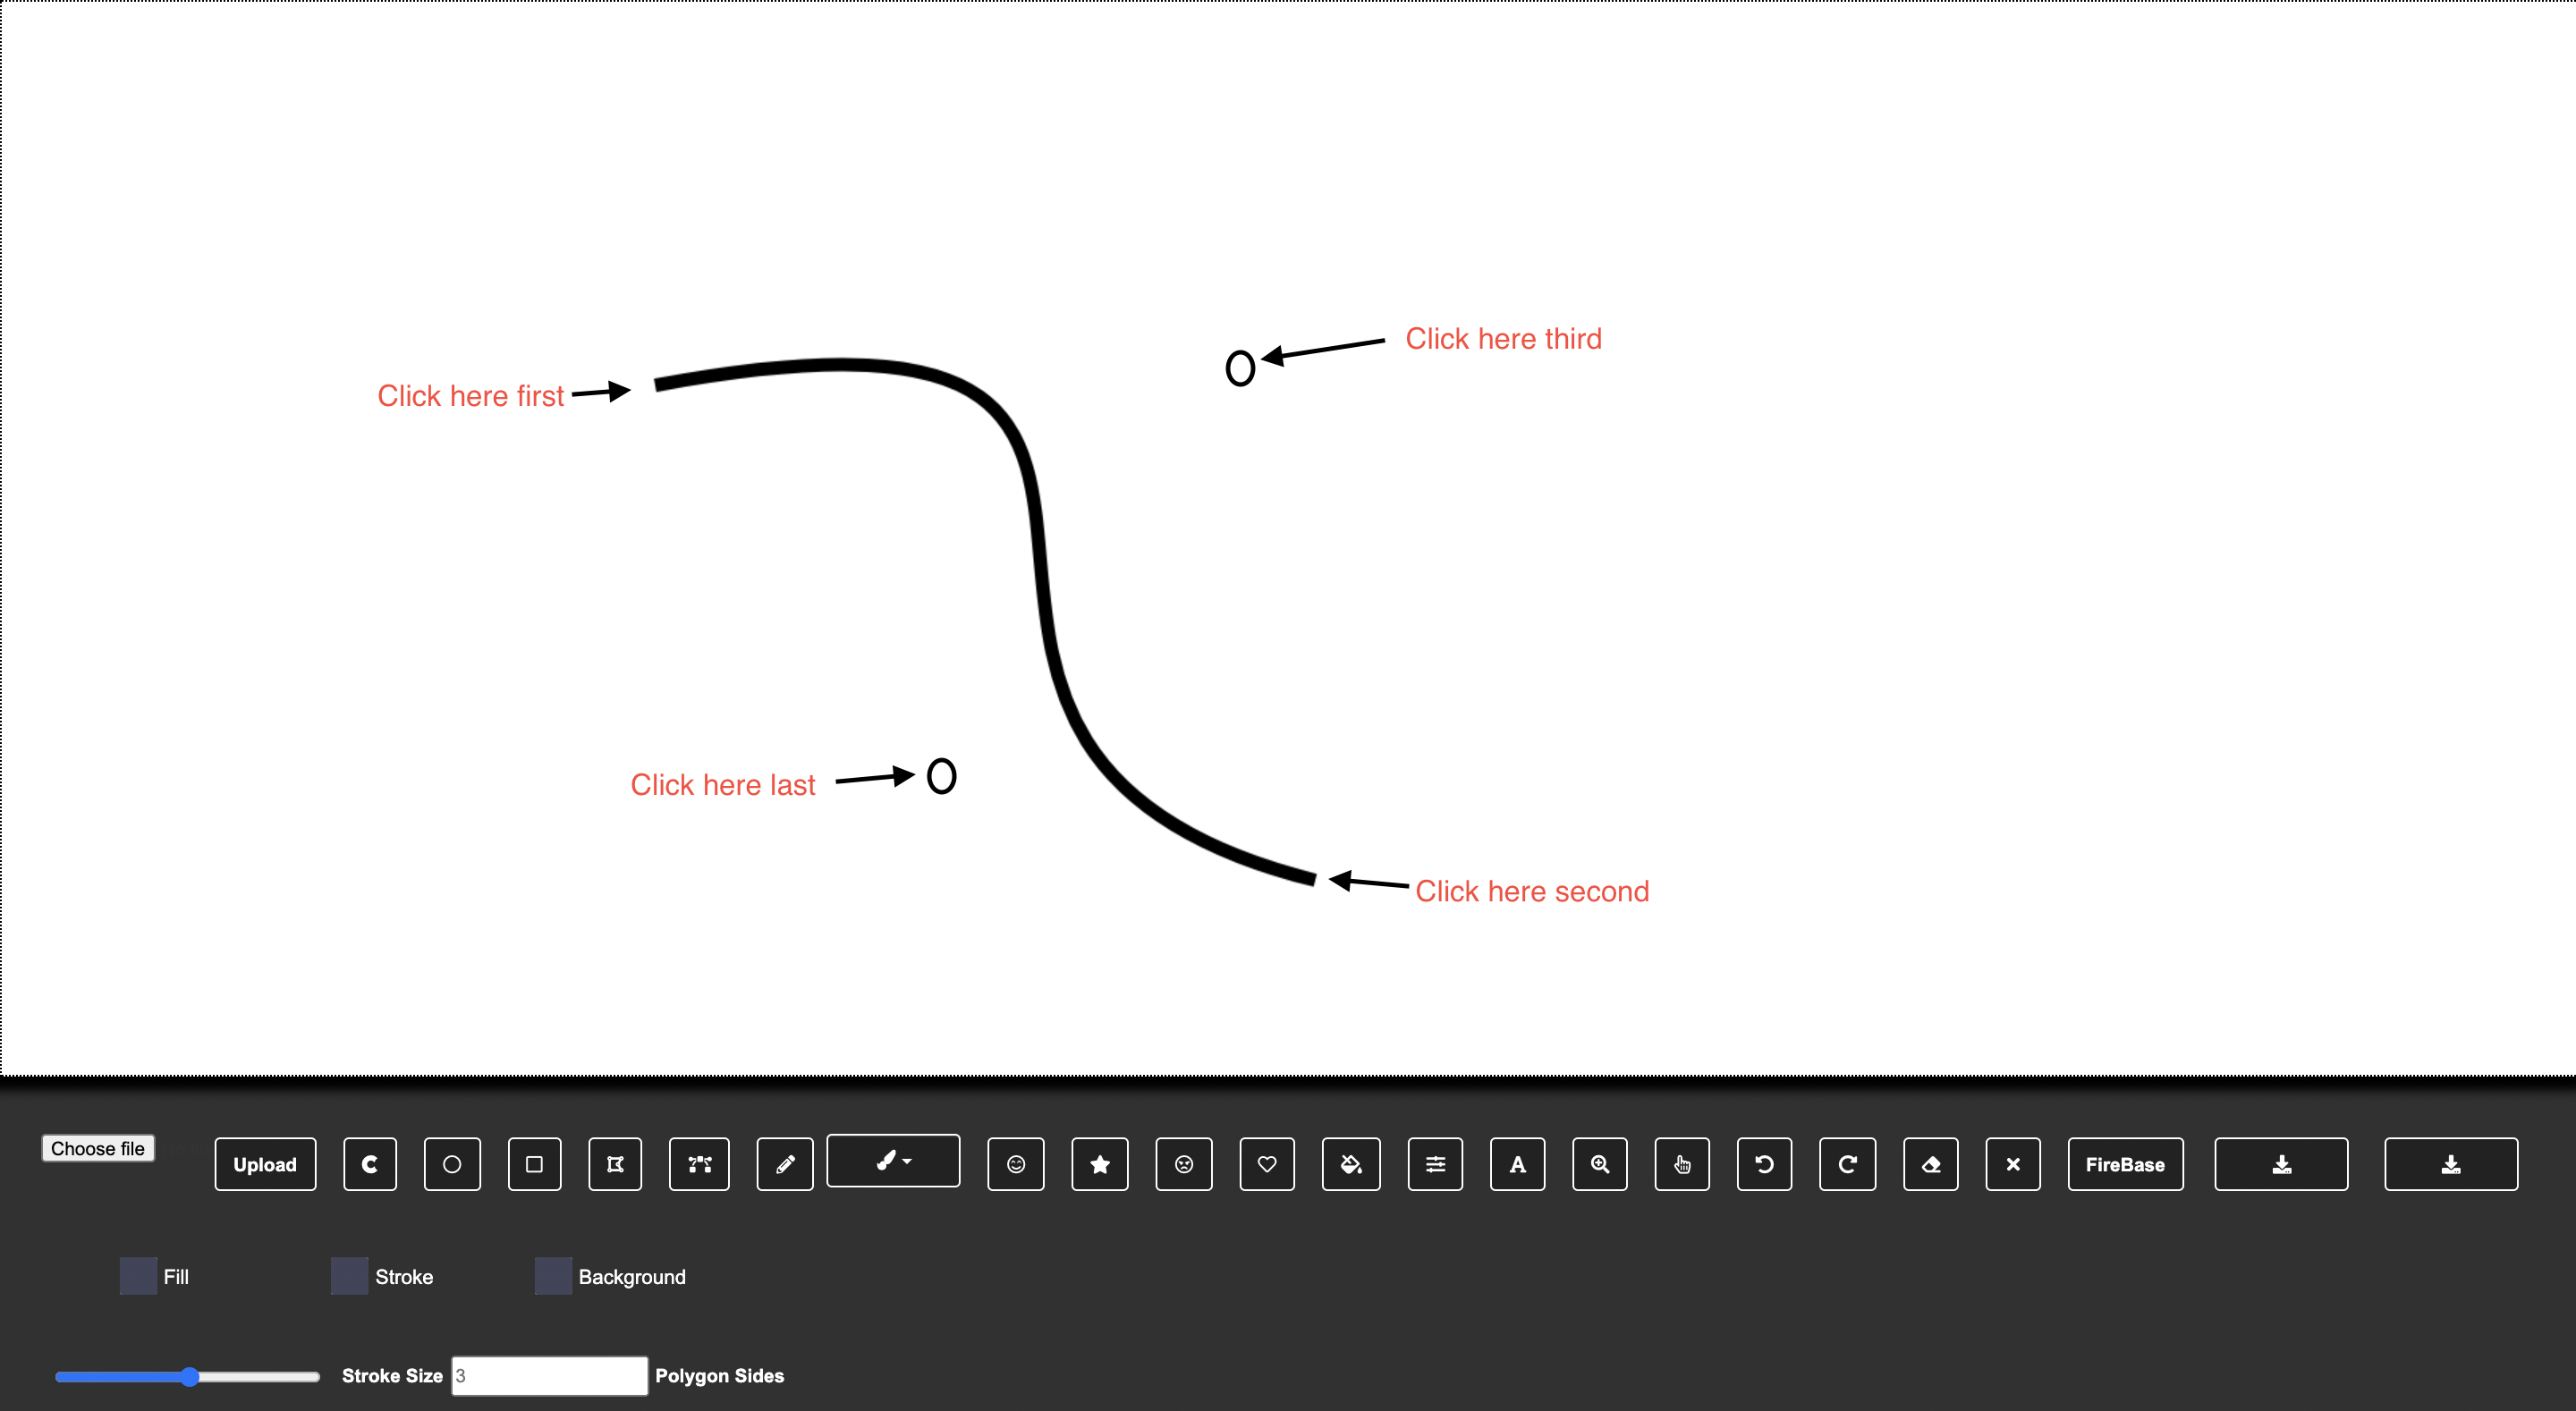 Click here third
Click here first
Click here last
Click here second
Choose file
Upload
A
FireBase
Fill
Stroke
Background
Stroke Size
3
Polygon Sides